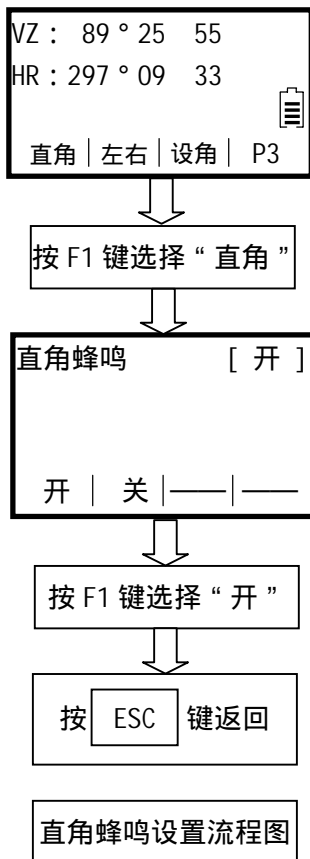 VZ： 89 ° 25 55
HR：297 ° 09 33
直角 | 左右 | 设角 | P3
按 F1 键选择“ 直角 ”
直角蜂鸣 [ 开 ]
开 | 关 |——|——
按 F1 键选择“ 开 ”
按 ESC 键返回
直角蜂鸣设置流程图